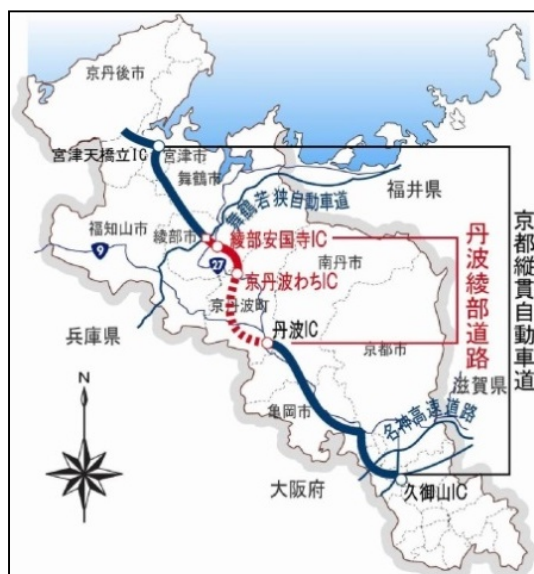 京丹後市
宮津天橋立IC
宮津市
舞鶴市
舞鶴若狭自動車道
福井県
福知山市
綾部市
9
綾部安国寺IC
27
京丹波わちIC
南丹市
京丹波町
丹波綾部道路
京都縦貫自動車道
兵庫県
丹波IC
京都市
滋賀県
N
亀岡市
名神高速道路
大阪府
久御山IC